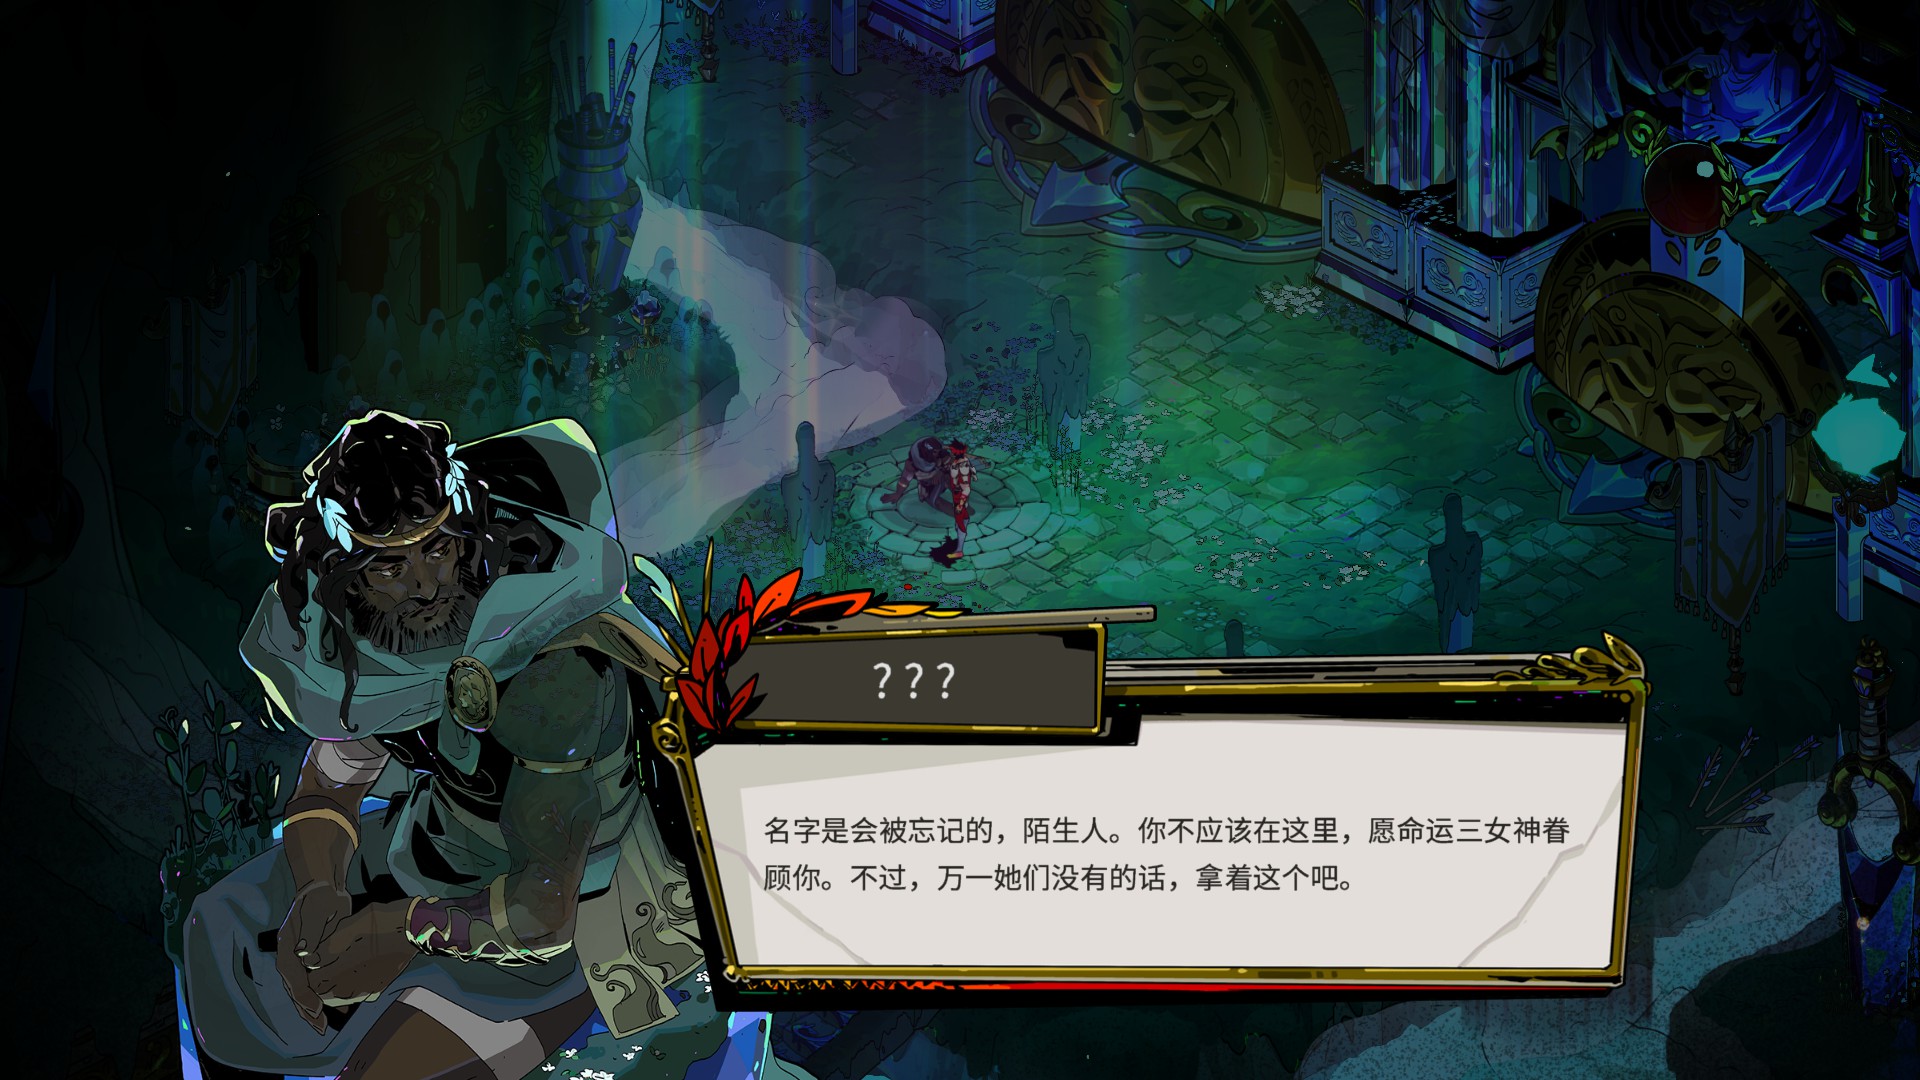 ？？？
名字是会被忘记的，陌生人。你不应该在这里，愿命运三女神眷
顾你。不过，万一她们没有的话，拿着这个吧。